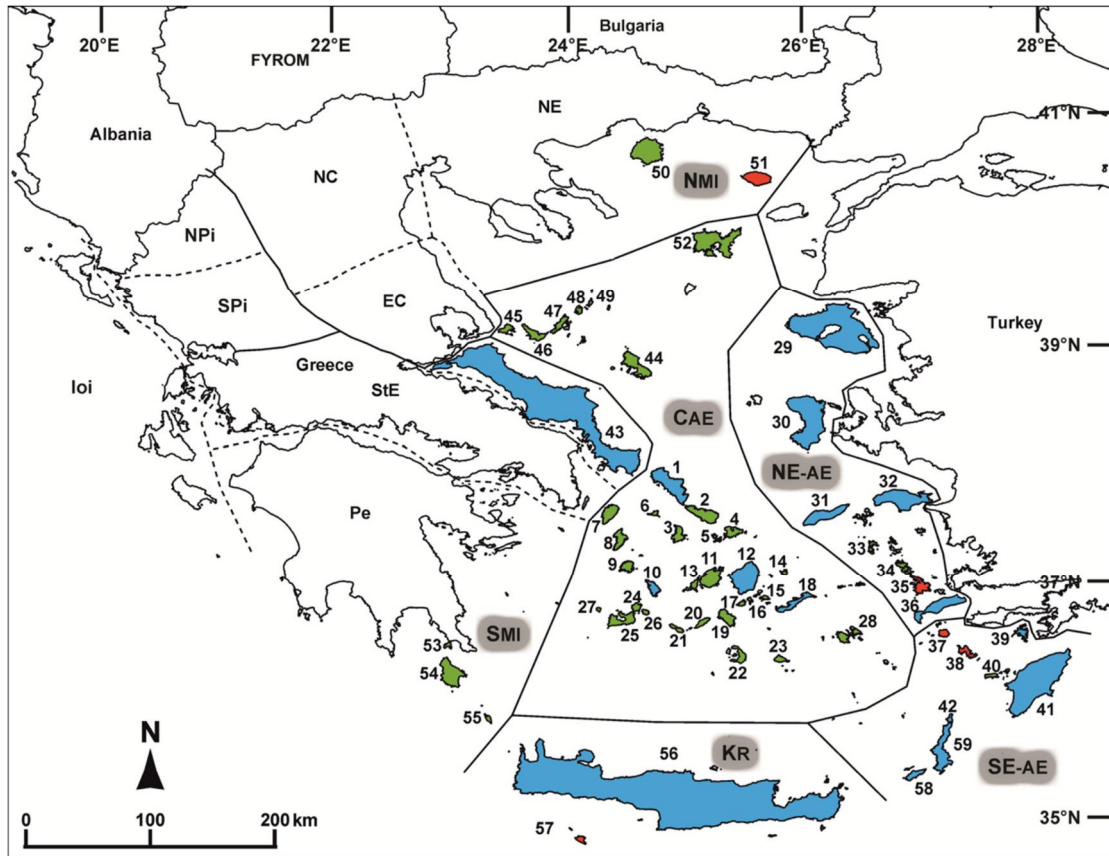 20°E 22°E 24°E 26°E 28°E
Bulgaria
FYROM
NE
41°N
Albania
51
50
NMI
NC
NPi
52
SPi
EC
48 49
45 47
46
29
Turkey
39°N
Greece
44
Ioi
StE
30
CAE
43
NE-AE
1
32
31
2
6
7
3 4
5
33
8
11 12
34
9
13 14
10
35
37°N
18
15
17 16
36
24
27
20
28
26
25
21 19
39
37
SMI
53
22 23
38
40
54
41
55
42
N
KR
56
59
SE-AE
58
57
35°N
0 100 200 km